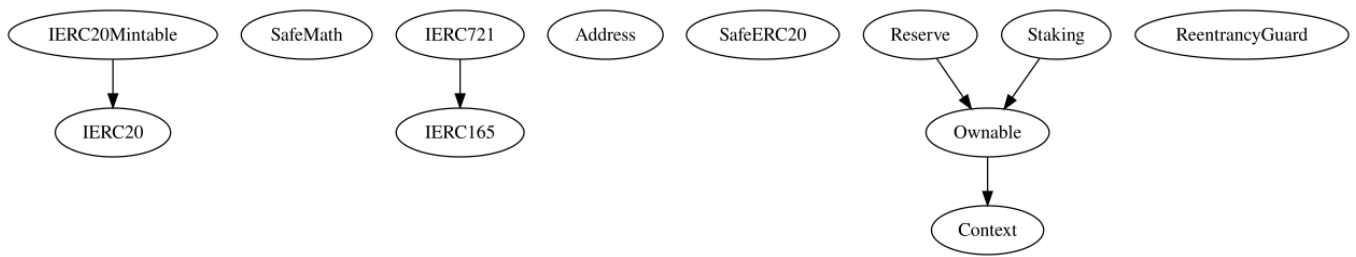 IERC20Mintable
SafeMath
IERC721
Address
SafeERC20
Reserve
Staking
ReentrancyGuard
IERC20
IERC165
Ownable
Context